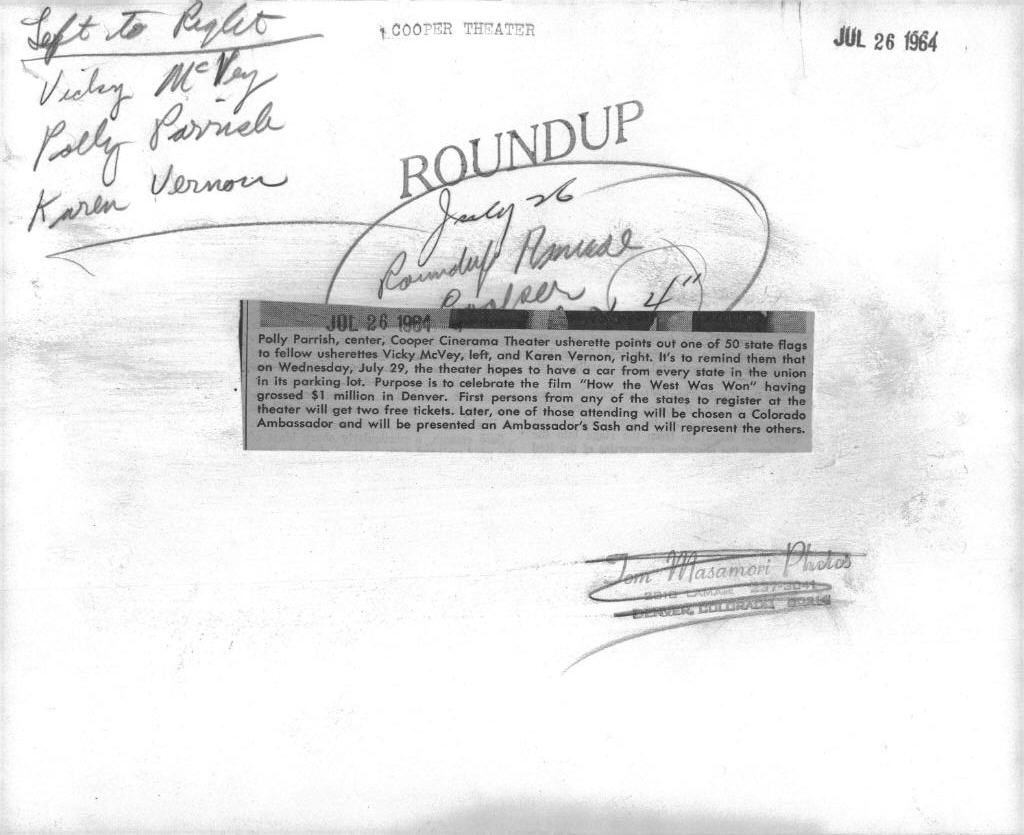 Left to Right
Vicky McVey
Polly Parrish
Karen Vernon
COOPER THEATER
JUL 26 1964
ROUNDUP
July 26
Roundup
4"
JUL 26 1964
Polly Parrish, center, Cooper Cinerama Theater usherette points out one of 50 state flags
to fellow usherettes Vicky McVey, left, and Karen Vernon, right. It's to remind them that
on Wednesday, July 29, the theater hopes to have a car from every state in the union
in its parking lot. Purpose is to celebrate the film "How the West Was Won" having
grossed $1 million in Denver. First persons from any of the states to register at the
theater will get two free tickets. Later, one of those attending will be chosen a Colorado
Ambassador and will be presented an Ambassador's Sash and will represent the others.
Tom Masamori Photos
LAMAR 237-3041
DENVER, COLORADO 80214